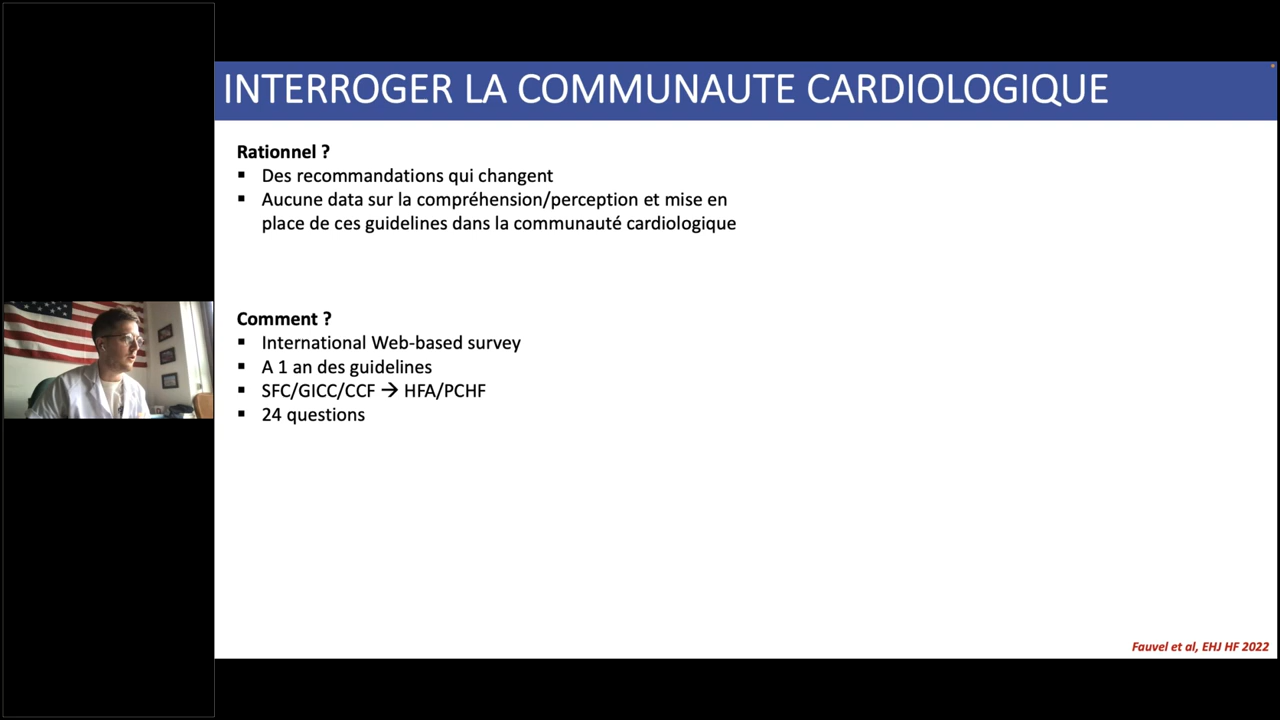 INTERROGER LA COMMUNAUTE CARDIOLOGIQUE
Rationnel ?
▪ Des recommandations qui changent
▪ Aucune data sur la compréhension/perception et mise en
place de ces guidelines dans la communauté cardiologique
Comment ?
▪ International Web-based survey
▪ A 1 an des guidelines
▪ SFC/GICC/CCF → HFA/PCHF
▪ 24 questions
Fauvel et al, EHJ HF 2022